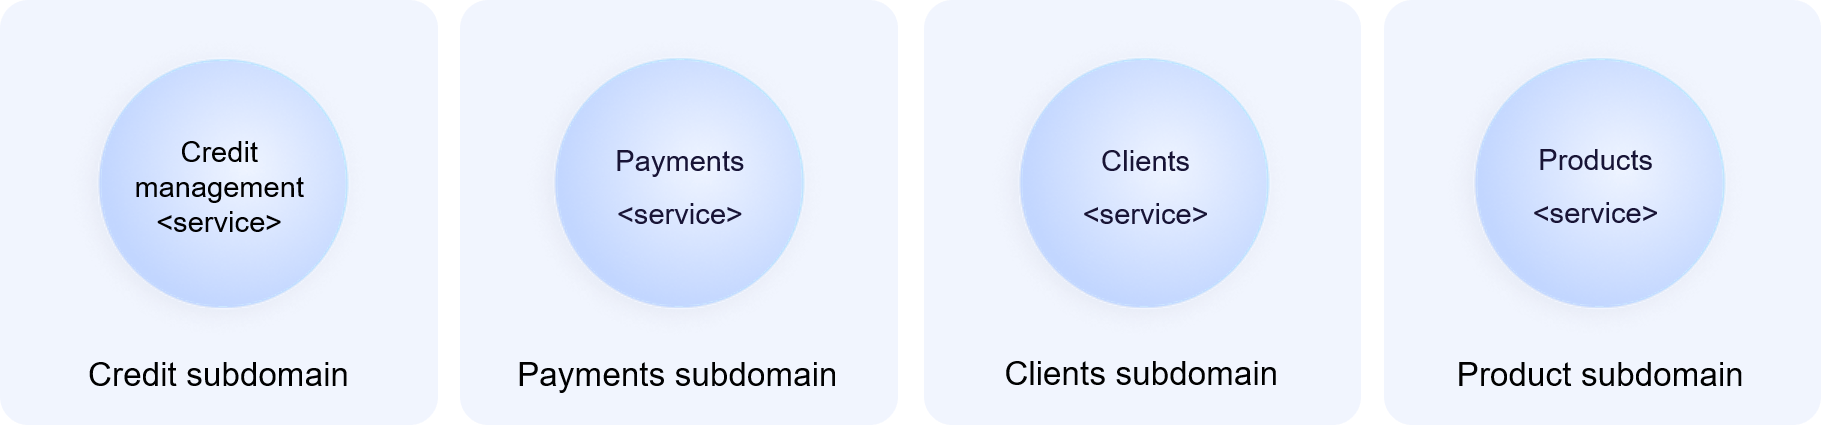 Credit
management
<service>
Credit subdomain
Payments
<service>
Payments subdomain
Clients
<service>
Clients subdomain
Products
<service>
Product subdomain